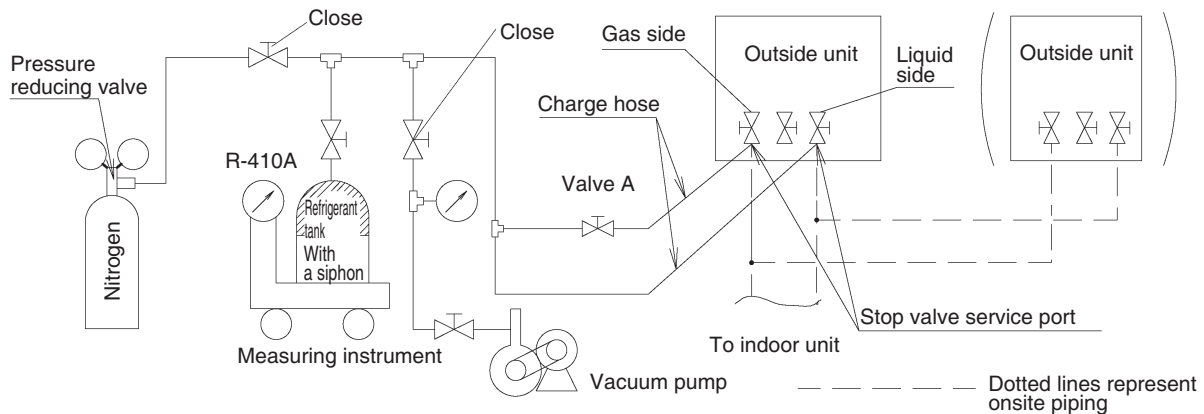 Close
Close
Pressure
reducing valve
Gas side
Outside unit
Liquid
side
Outside unit
Charge hose
R-410A
Valve A
Refrigerant
tank
With
a siphon
Nitrogen
Stop valve service port
To indoor unit
Measuring instrument
Vacuum pump
Dotted lines represent
onsite piping